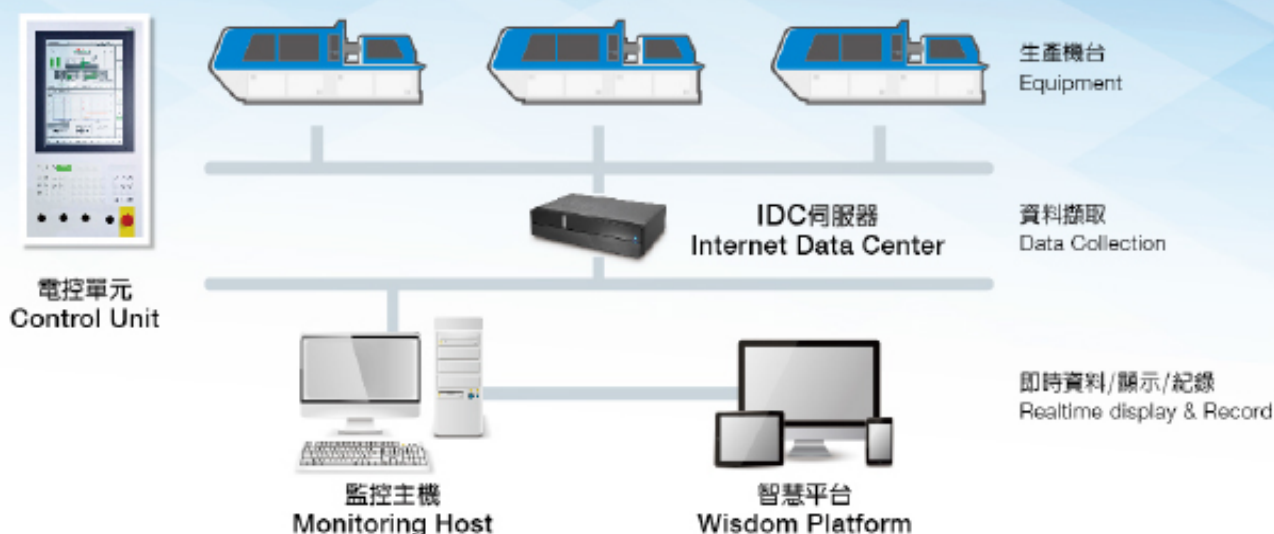 生產機台
Equipment
IDC伺服器
Internet Data Center
資料擷取
Data Collection
電控單元
Control Unit
即時資料/顯示/紀錄
Realtime display & Record
監控主機
Monitoring Host
智慧平台
Wisdom Platform